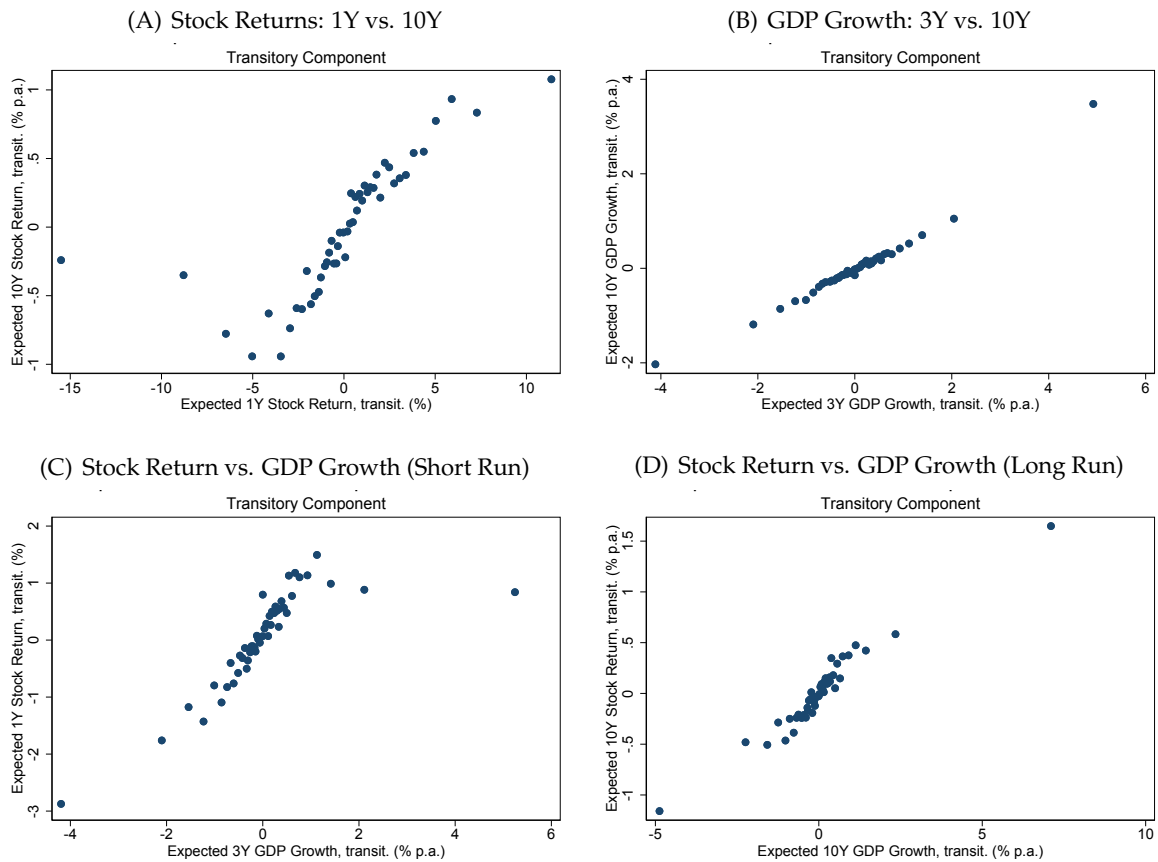 (A) Stock Returns: 1Y vs. 10Y
Transitory Component
Expected 10Y Stock Return, transit. (% p.a.)
1
.5
0
-.5
-1
-15 -10 -5 0 5 10
Expected 1Y Stock Return, transit. (%)
(B) GDP Growth: 3Y vs. 10Y
Transitory Component
Expected 10Y GDP Growth, transit. (% p.a.)
4
2
0
-2
-4 -2 0 2 4 6
Expected 3Y GDP Growth, transit. (% p.a.)
(C) Stock Return vs. GDP Growth (Short Run)
Transitory Component
Expected 1Y Stock Return, transit. (%)
2
1
0
-1
-2
-3
-4 -2 0 2 4 6
Expected 3Y GDP Growth, transit. (% p.a.)
(D) Stock Return vs. GDP Growth (Long Run)
Transitory Component
Expected 10Y Stock Return, transit. (% p.a.)
1.5
1
.5
0
-.5
-1
-5 0 5 10
Expected 10Y GDP Growth, transit. (% p.a.)